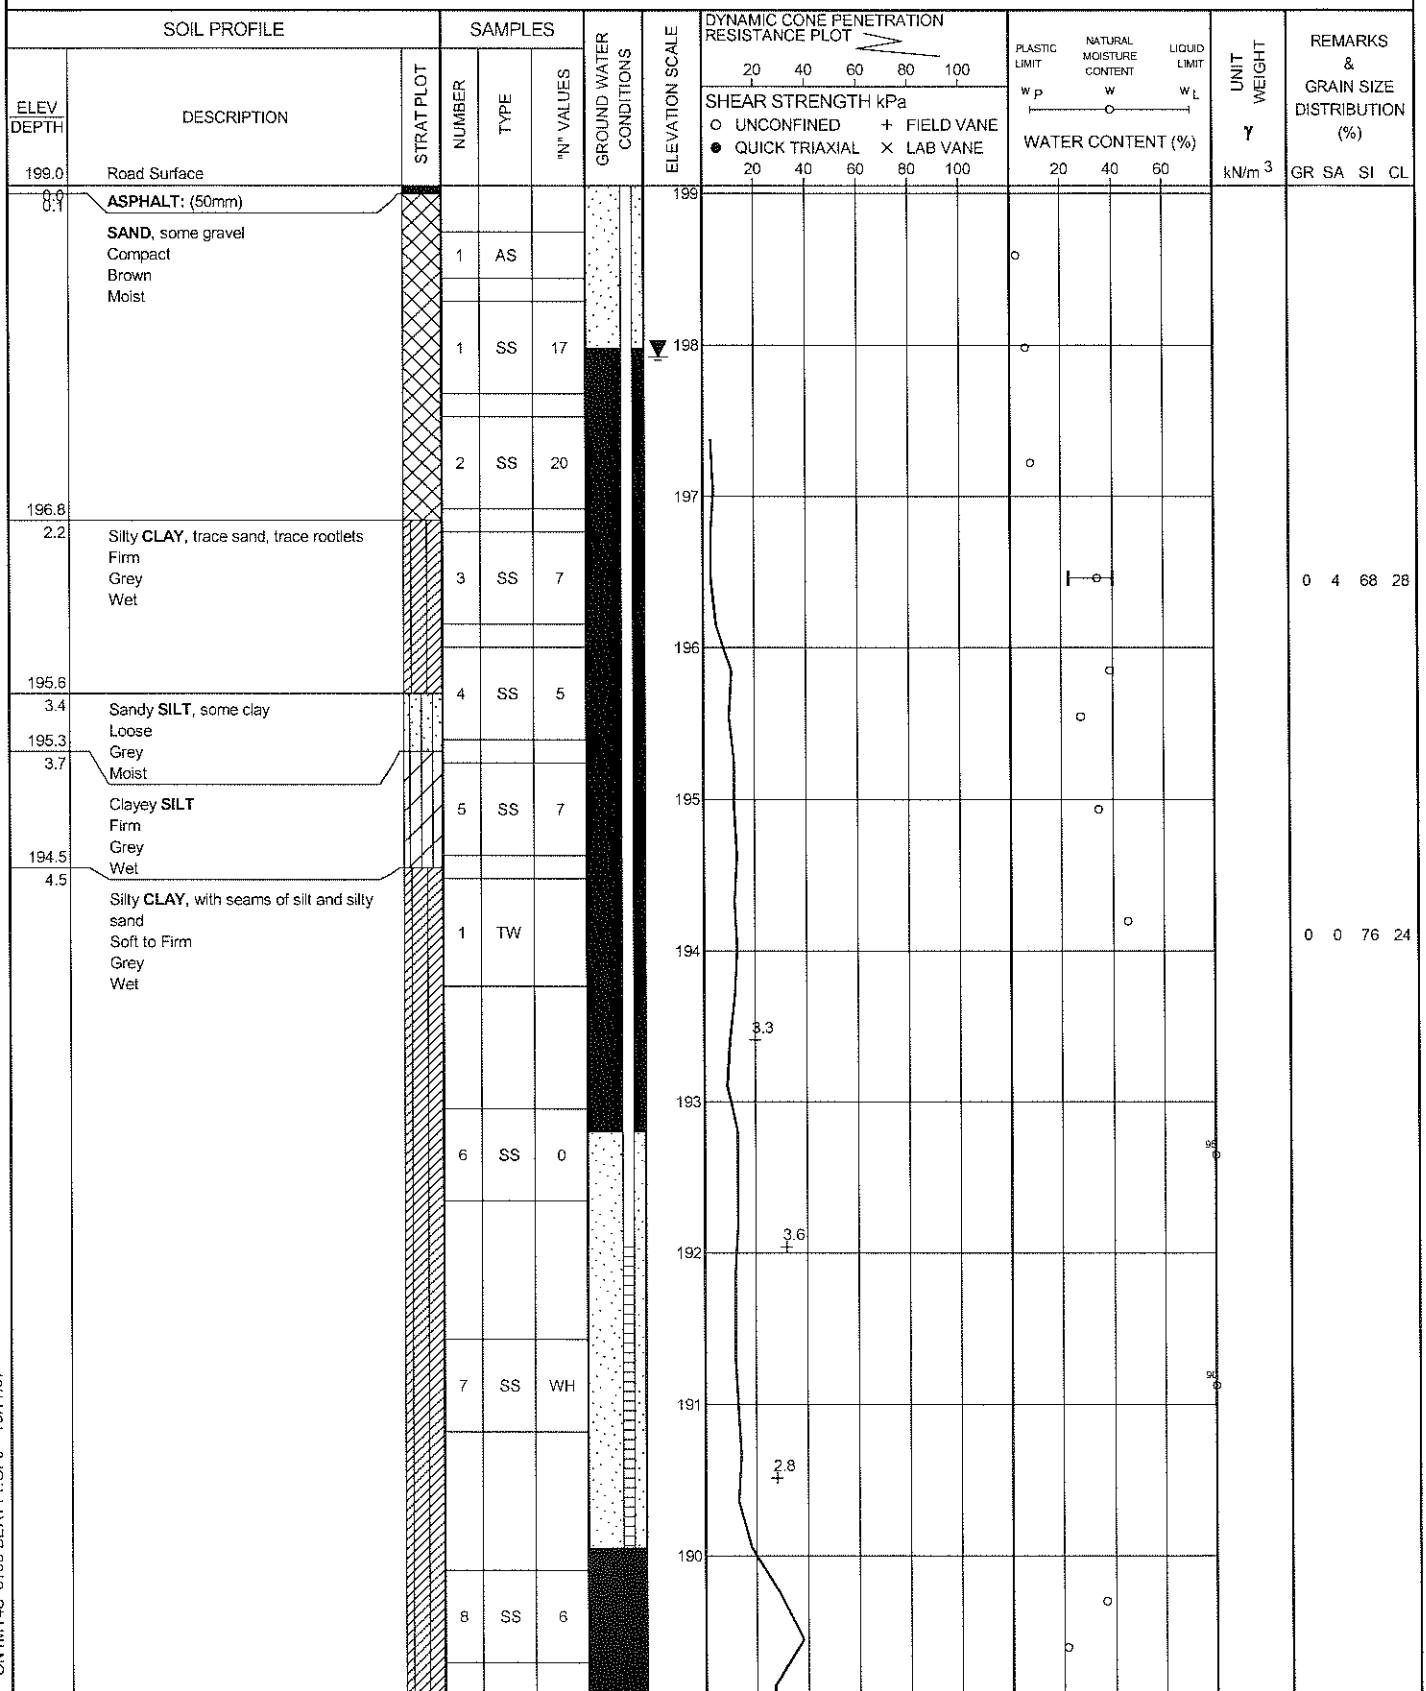 SOIL PROFILE
SAMPLES
GROUND WATER CONDITIONS
ELEVATION SCALE
DYNAMIC CONE PENETRATION
RESISTANCE PLOT
20 40 60 80 100
SHEAR STRENGTH kPa
O UNCONFINED + FIELD VANE
● QUICK TRIAXIAL × LAB VANE
20 40 60 80 100
PLASTIC LIMIT
NATURAL MOISTURE CONTENT
LIQUID LIMIT
W P W W L
WATER CONTENT (%)
20 40 60
UNIT WEIGHT
γ
kN/m 3
REMARKS
&
GRAIN SIZE
DISTRIBUTION
(%)
GR SA SI CL
ELEV
DEPTH
DESCRIPTION
STRAT PLOT
NUMBER
TYPE
"N" VALUES
199.0 Road Surface
199
0.0
0.1
ASPHALT: (50mm)
SAND, some gravel
Compact
Brown
Moist
1 AS
1 SS 17
198
2 SS 20
197
196.8
2.2
Silty CLAY, trace sand, trace rootlets
Firm
Grey
Wet
3 SS 7
0 4 68 28
196
195.6
3.4
4 SS 5
Sandy SILT, some clay
Loose
Grey
Moist
195.3
3.7
Clayey SILT
Firm
Grey
Wet
5 SS 7
195
194.5
4.5
Silty CLAY, with seams of silt and silty
sand
Soft to Firm
Grey
Wet
1 TW
0 0 76 24
194
3.3
193
6 SS 0
3.6
192
7 SS WH
191
2.8
190
8 SS 6